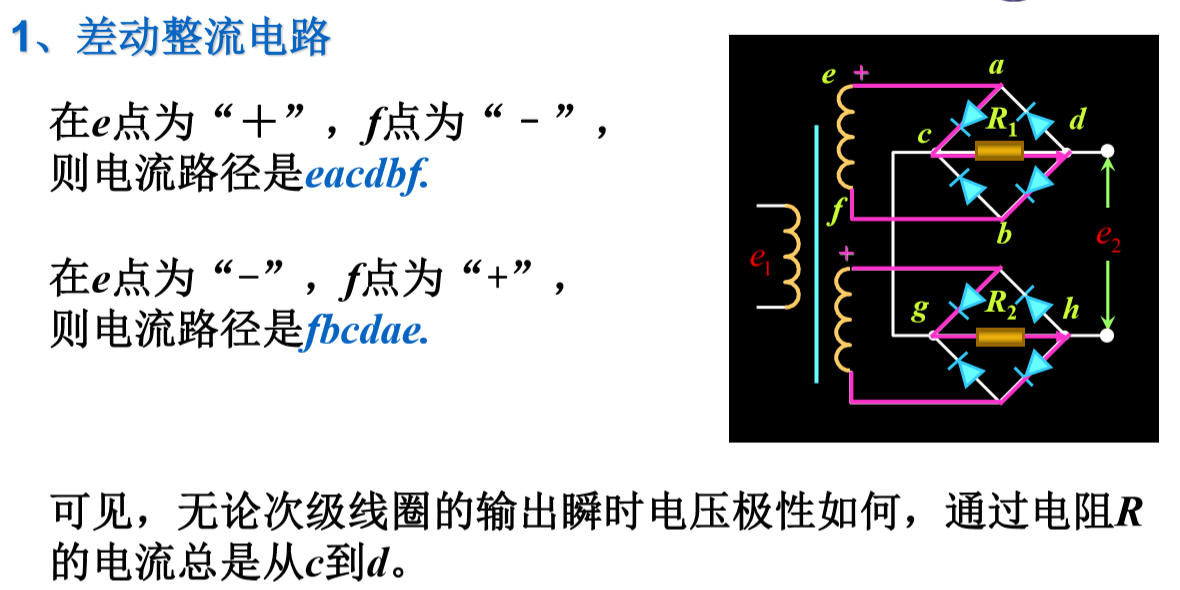 1、差动整流电路
在e点为“＋”，f点为“－”，
则电流路径是eacdbf.
在e点为“－”，f点为“+”，
则电流路径是fbcdae.
e +
a
c
R1
d
f
b
e1
e2
+
g
R2
h
可见，无论次级线圈的输出瞬时电压极性如何，通过电阻R
的电流总是从c到d。